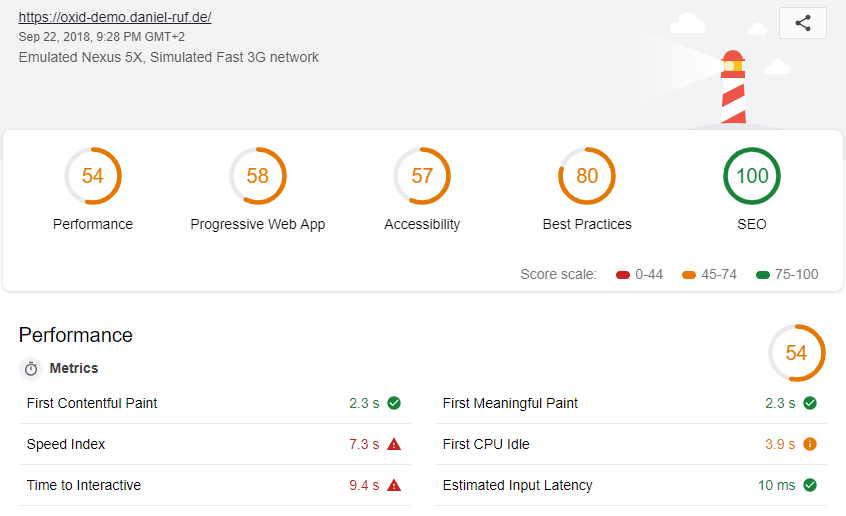 https://oxid-demo.daniel-ruf.de/
Sep 22, 2018, 9:28 PM GMT+2
Emulated Nexus 5X, Simulated Fast 3G network
54 58 57 80 100
Performance Progressive Web App Accessibility Best Practices SEO
Score scale: 0-44 45-74 75-100
Performance 54
Metrics
First Contentful Paint 2.3 s First Meaningful Paint 2.3 s
Speed Index 7.3 s First CPU Idle 3.9 s
Time to Interactive 9.4 s Estimated Input Latency 10 ms